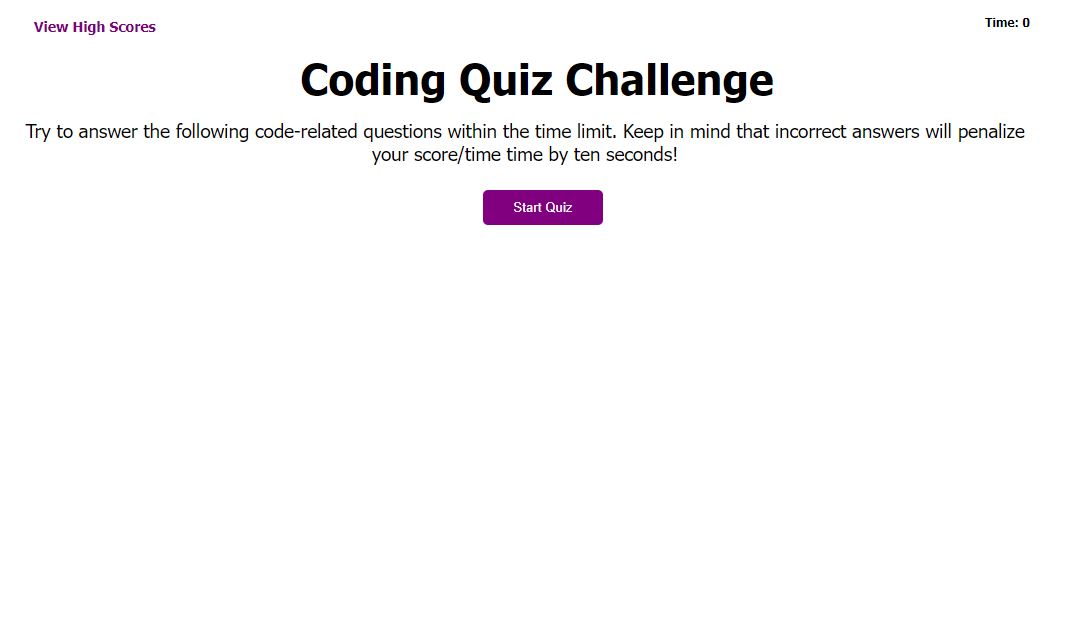 View High Scores
Time: 0
Coding Quiz Challenge
Try to answer the following code-related questions within the time limit. Keep in mind that incorrect answers will penalize
your score/time time by ten seconds!
Start Quiz